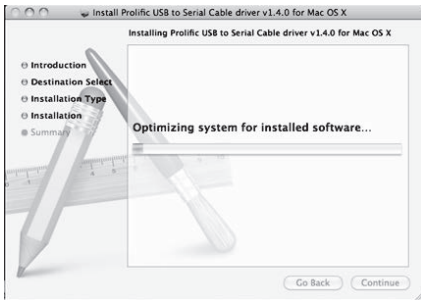 Install Prolific USB to Serial Cable driver v1.4.0 for Mac OS X
Installing Prolific USB to Serial Cable driver v1.4.0 for Mac OS X
Introduction
Destination Select
Installation Type
Installation
Summary
Optimizing system for installed software...
Go Back
Continue